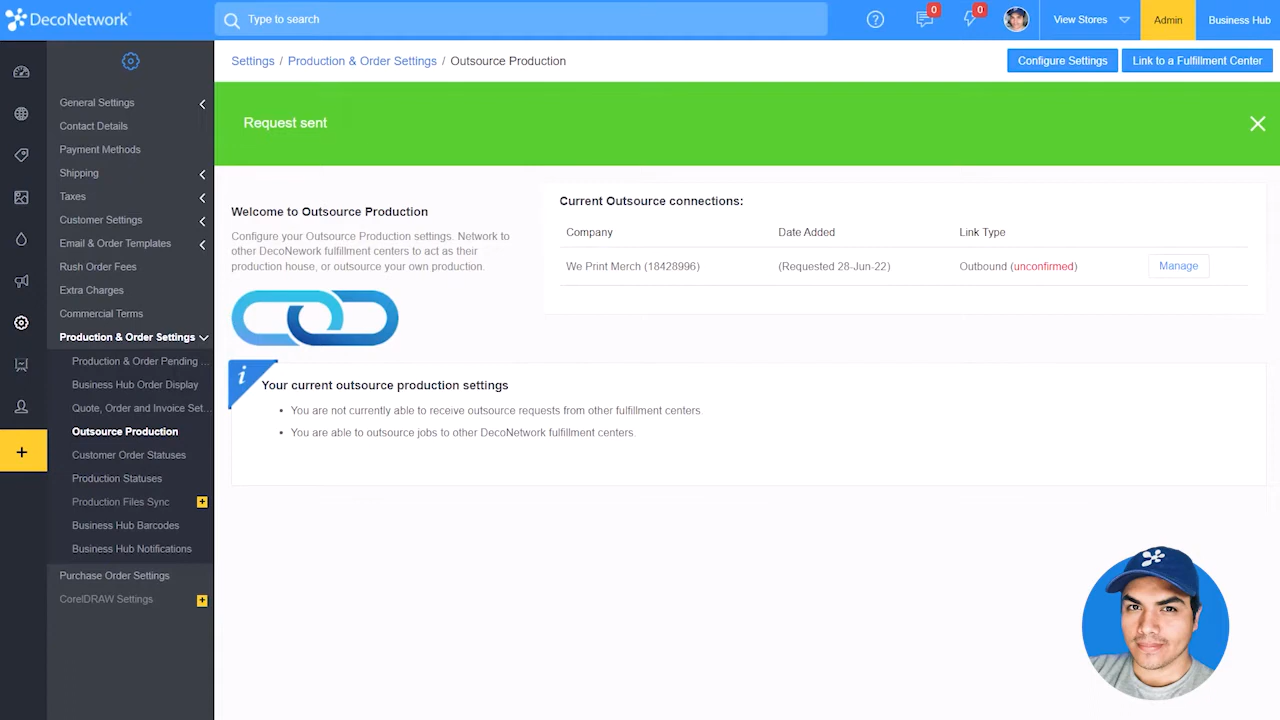 DecoNetwork
Type to search
?
0
0
View Stores
Admin
Business Hub
Settings / Production & Order Settings / Outsource Production
Configure Settings
Link to a Fulfillment Center
Request sent
General Settings
Contact Details
Payment Methods
Shipping
Taxes
Customer Settings
Email & Order Templates
Rush Order Fees
Extra Charges
Commercial Terms
Production & Order Settings
Production & Order Pending ...
Business Hub Order Display
Quote, Order and Invoice Set...
Outsource Production
Customer Order Statuses
Production Statuses
Production Files Sync +
Business Hub Barcodes
Business Hub Notifications
Purchase Order Settings
CorelDRAW Settings +
+
Welcome to Outsource Production
Configure your Outsource Production settings. Network to
other DecoNework fulfillment centers to act as their
production house, or outsource your own production.
Current Outsource connections:
Company Date Added Link Type
We Print Merch (18428996) (Requested 28-Jun-22) Outbound (unconfirmed) Manage
i
Your current outsource production settings
• You are not currently able to receive outsource requests from other fulfillment centers
• You are able to outsource jobs to other DecoNetwork fulfillment centers.